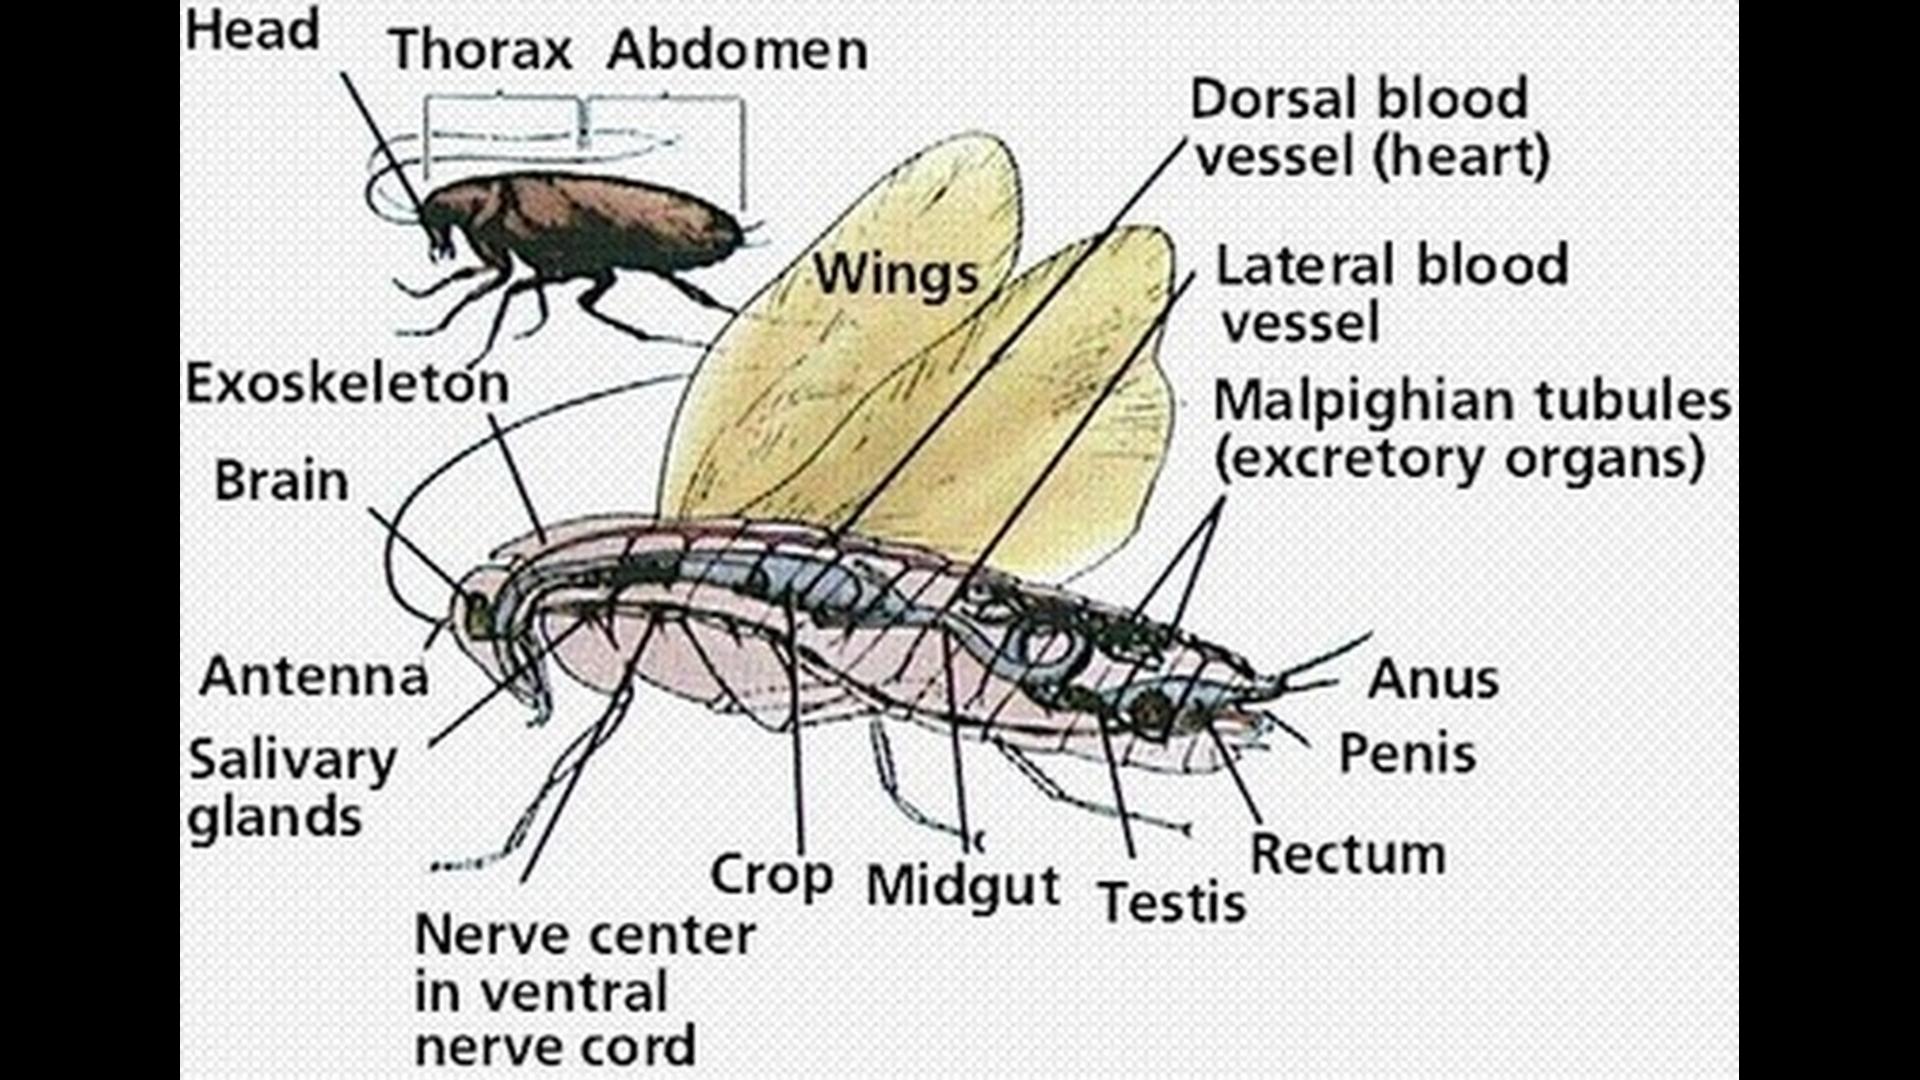 Head
Thorax Abdomen
Dorsal blood
vessel (heart)
Wings
Lateral blood
vessel
Exoskeleton
Malpighian tubules
(excretory organs)
Brain
Antenna
Anus
Salivary
glands
Penis
Crop Midgut Testis Rectum
Nerve center
in ventral
nerve cord